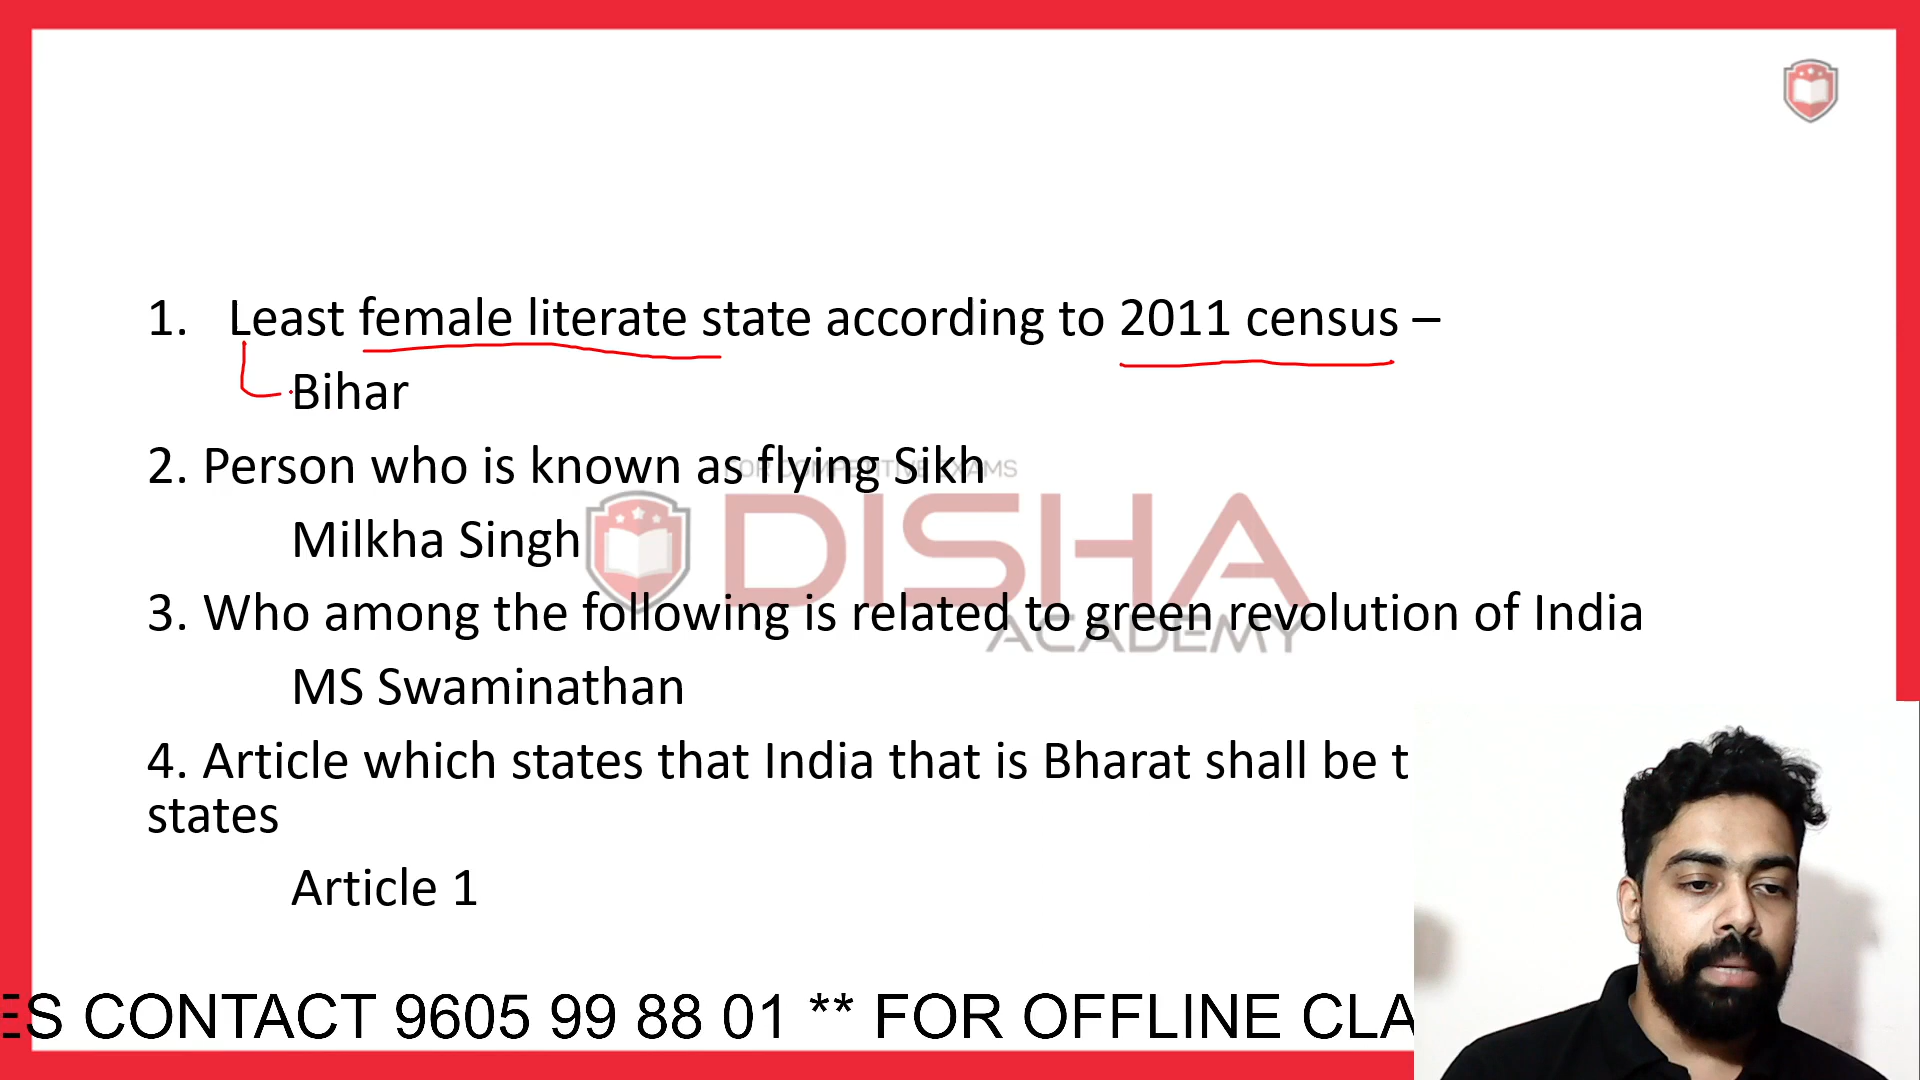 1. Least female literate state according to 2011 census –
Bihar
2. Person who is known as flying Sikh
FOR COMPETITIVE EXAMS
Milkha Singh
DISHA
3. Who among the following is related to green revolution of India
ACADEMY
MS Swaminathan
4. Article which states that India that is Bharat shall be t
states
Article 1
ES CONTACT 9605 99 88 01 ** FOR OFFLINE CLA